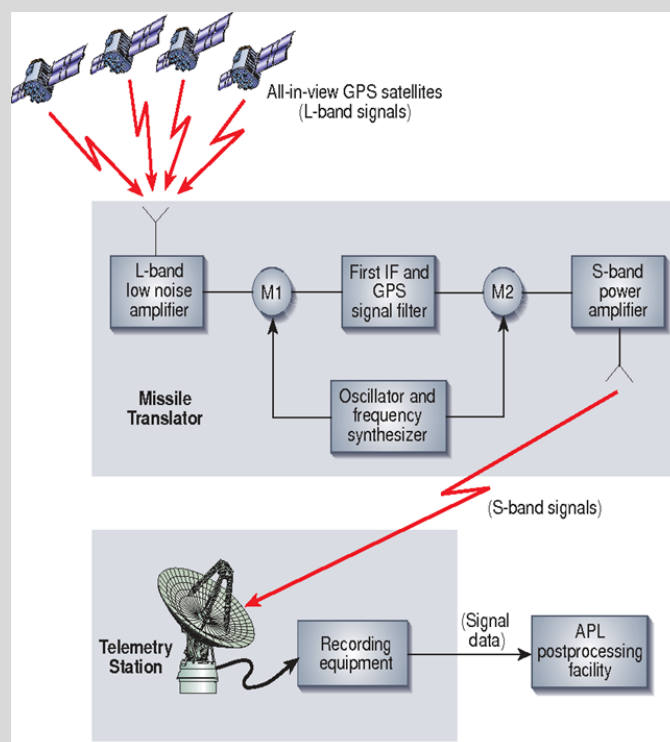 All-in-view GPS satellites
(L-band signals)
L-band
low noise
amplifier
M1
First IF and
GPS
signal filter
M2
S-band
power
amplifier
Missile
Translator
Oscillator and
frequency
synthesizer
(S-band signals)
Telemetry
Station
Recording
equipment
(Signal
data)
APL
postprocessing
facility